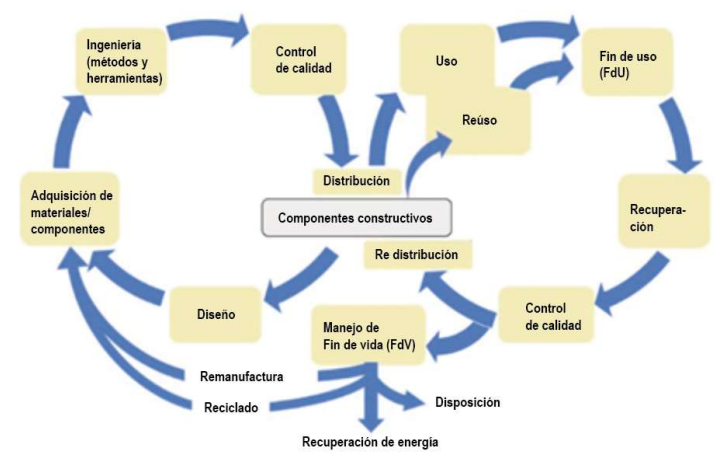 Ingeniería
(métodos y
herramientas)
Control
de calidad
Uso
Reúso
Fin de uso
(FdU)
Distribución
Adquisición de
materiales/
componentes
Componentes constructivos
Recupera-
ción
Re distribución
Diseño
Manejo de
Fin de vida (FdV)
Control
de calidad
Remanufactura
Reciclado
Disposición
Recuperación de energía